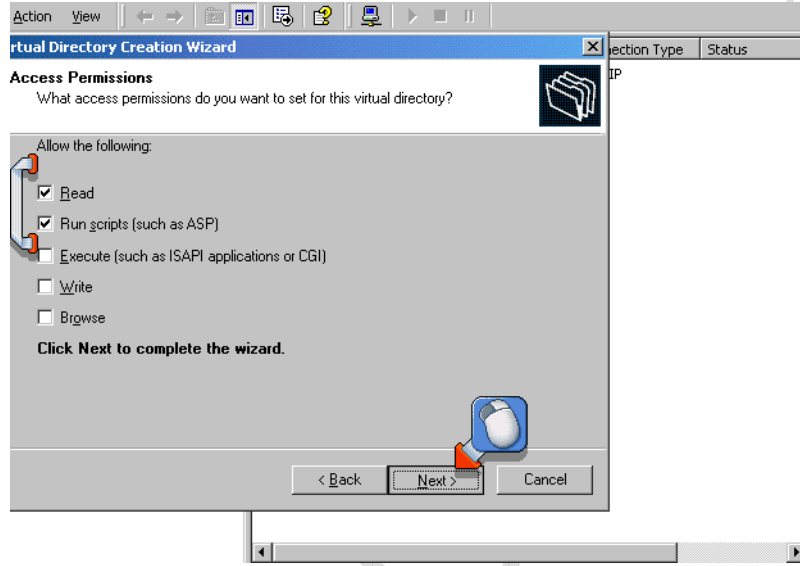 Action View
rtual Directory Creation Wizard
nection Type Status
IP
Access Permissions
What access permissions do you want to set for this virtual directory?
Allow the following:
Read
Run scripts (such as ASP)
Execute (such as ISAPI applications or CGI)
Write
Browse
Click Next to complete the wizard.
< Back Next > Cancel